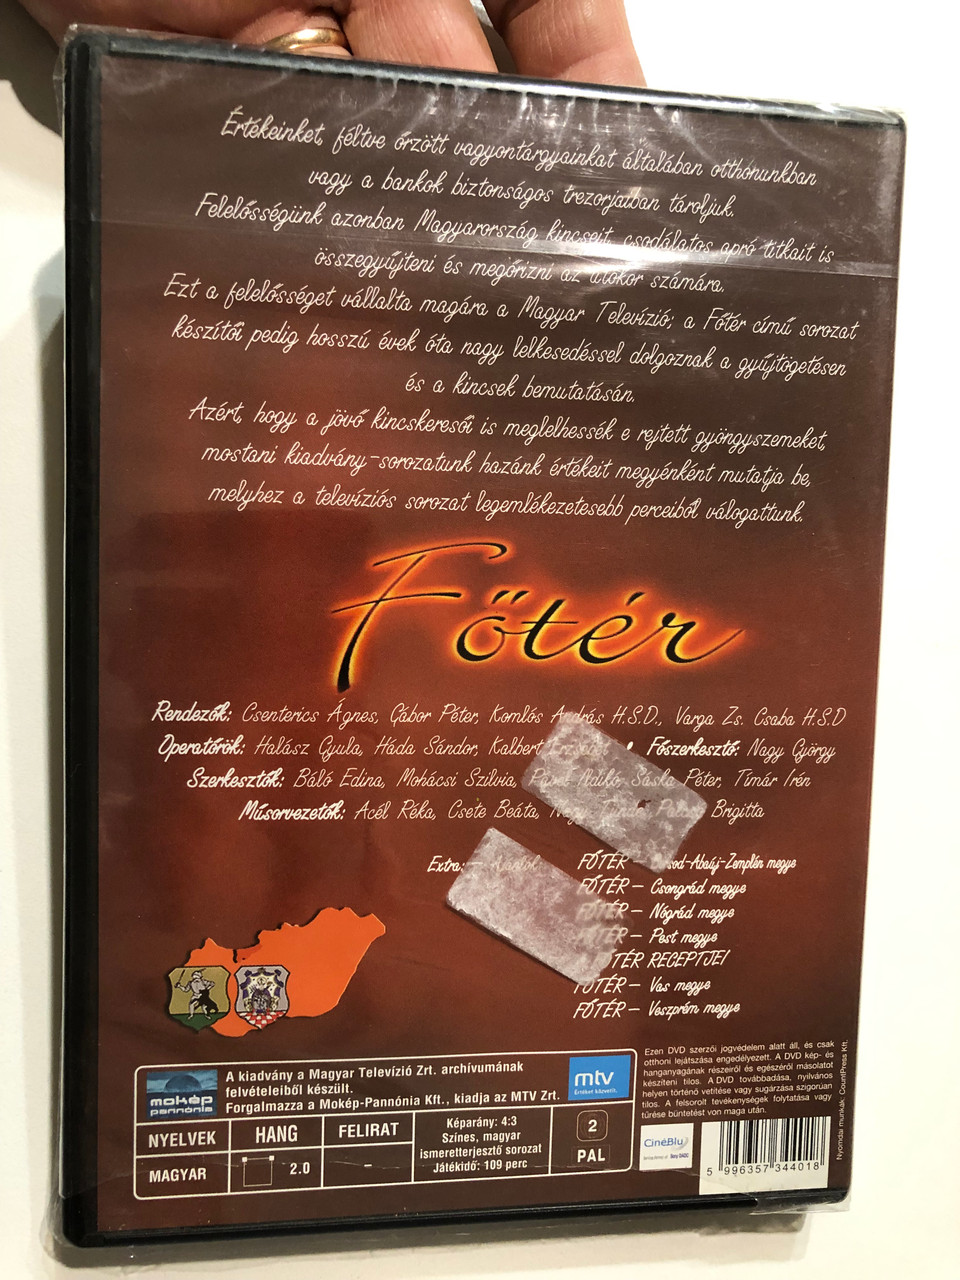 Értékeinket, féltve őrzött vagyontárgyainkat általában otthonunkban
vagy a bankok biztonságos trezorjaiban tároljuk.
Felelősségünk azonban Magyarország kincseit, csodálatos apró titkait is
összegyűjteni és megőrizni az utókor számára.
Ezt a felelősséget vállalta magára a Magyar Televízió; a Főtér című sorozat
készítői pedig hosszú évek óta nagy lelkesedéssel dolgoznak a gyűjtögetésen
és a kincsek bemutatásán.
Azért, hogy a jövő kincskeresői is meglelhessék e rejtett gyöngyszemeket,
mostani kiadvány-sorozatunk hazánk értékeit megyénként mutatja be,
melyhez a televíziós sorozat legemlékezetesebb perceiből válogattunk.
Főtér
Rendezők: Csenterics Ágnes, Gábor Péter, Komlós András H.S.D., Varga Zs. Csaba H.S.D
Operatőrök: Halász Gyula, Háda Sándor, Kalbert Erzsébet • Főszerkesztő: Nagy György
Szerkesztők: Báló Edina, Mohácsi Szilvia, Ildikó, Saska Péter, Tímár Irén
Műsorvezetők: Acél Réka, Csete Beáta, Brigitta
Extra: FŐTÉR – Borsod-Abaúj-Zemplén megye
FŐTÉR – Csongrád megye
FŐTÉR – Nógrád megye
FŐTÉR – Pest megye
FŐTÉR RECEPTJEI
FŐTÉR – Vas megye
FŐTÉR – Veszprém megye
mokép
pannónia
A kiadvány a Magyar Televízió Zrt. archívumának
felvételeiből készült.
Forgalmazza a Mokép-Pannónia Kft., kiadja az MTV Zrt.
mtv
Értéket közvetít.
NYELVEK
HANG
FELIRAT
MAGYAR
2.0
-
Képarány: 4:3
Színes, magyar
ismeretterjesztő sorozat
Játékidő: 109 perc
2
PAL
Ezen DVD szerzői jogvédelem alatt áll, és csak
otthoni lejátszása engedélyezett. A DVD kép- és
hanganyagának részeiről és egészéről másolatot
készíteni tilos. A DVD továbbadása, nyilvános
helyen történő vetítése vagy sugárzása szigorúan
tilos. A felsorolt tevékenységek folytatása vagy
tűrése büntetést von maga után.
Nyomdai munkák: CountPress Kft.
CinéBlu
5 996357 344018